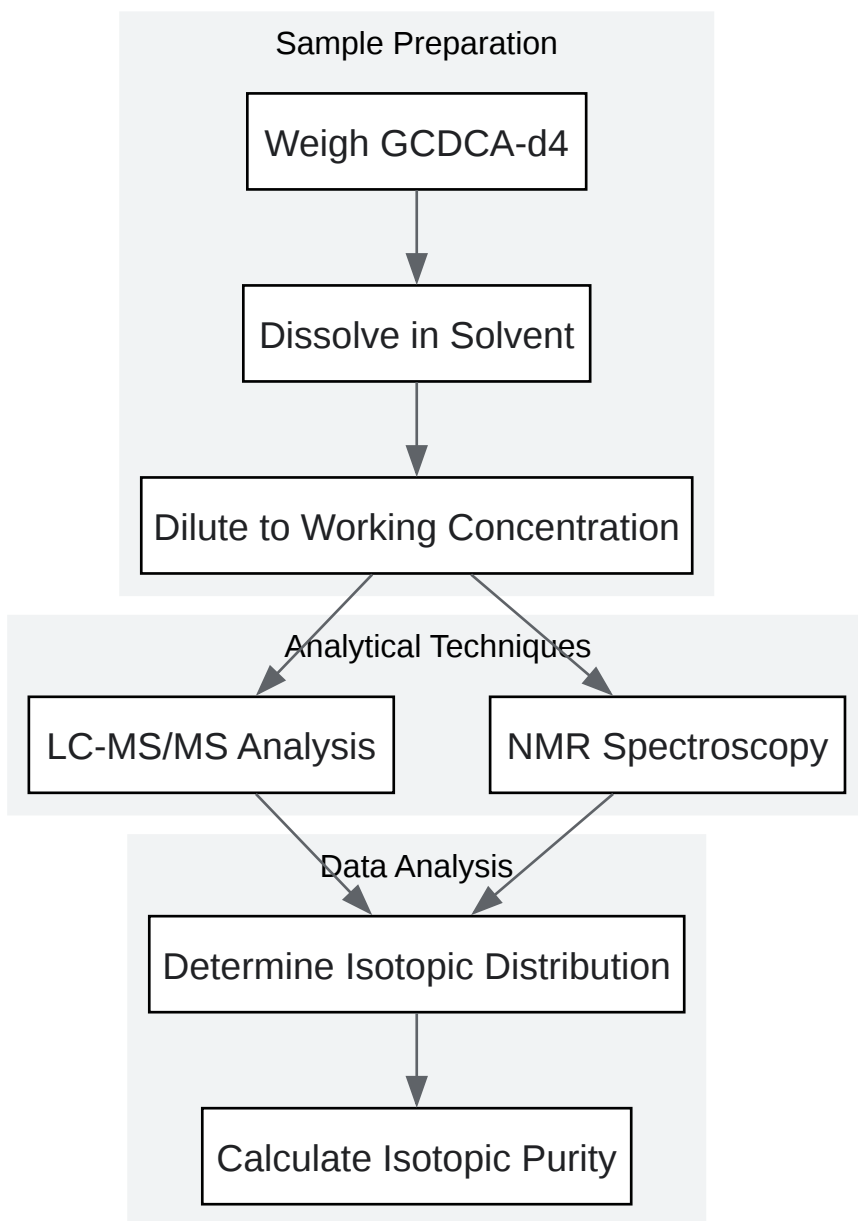 Sample Preparation
Weigh GCDCA-d4
Dissolve in Solvent
Dilute to Working Concentration
Analytical Techniques
LC-MS/MS Analysis
NMR Spectroscopy
Data Analysis
Determine Isotopic Distribution
Calculate Isotopic Purity